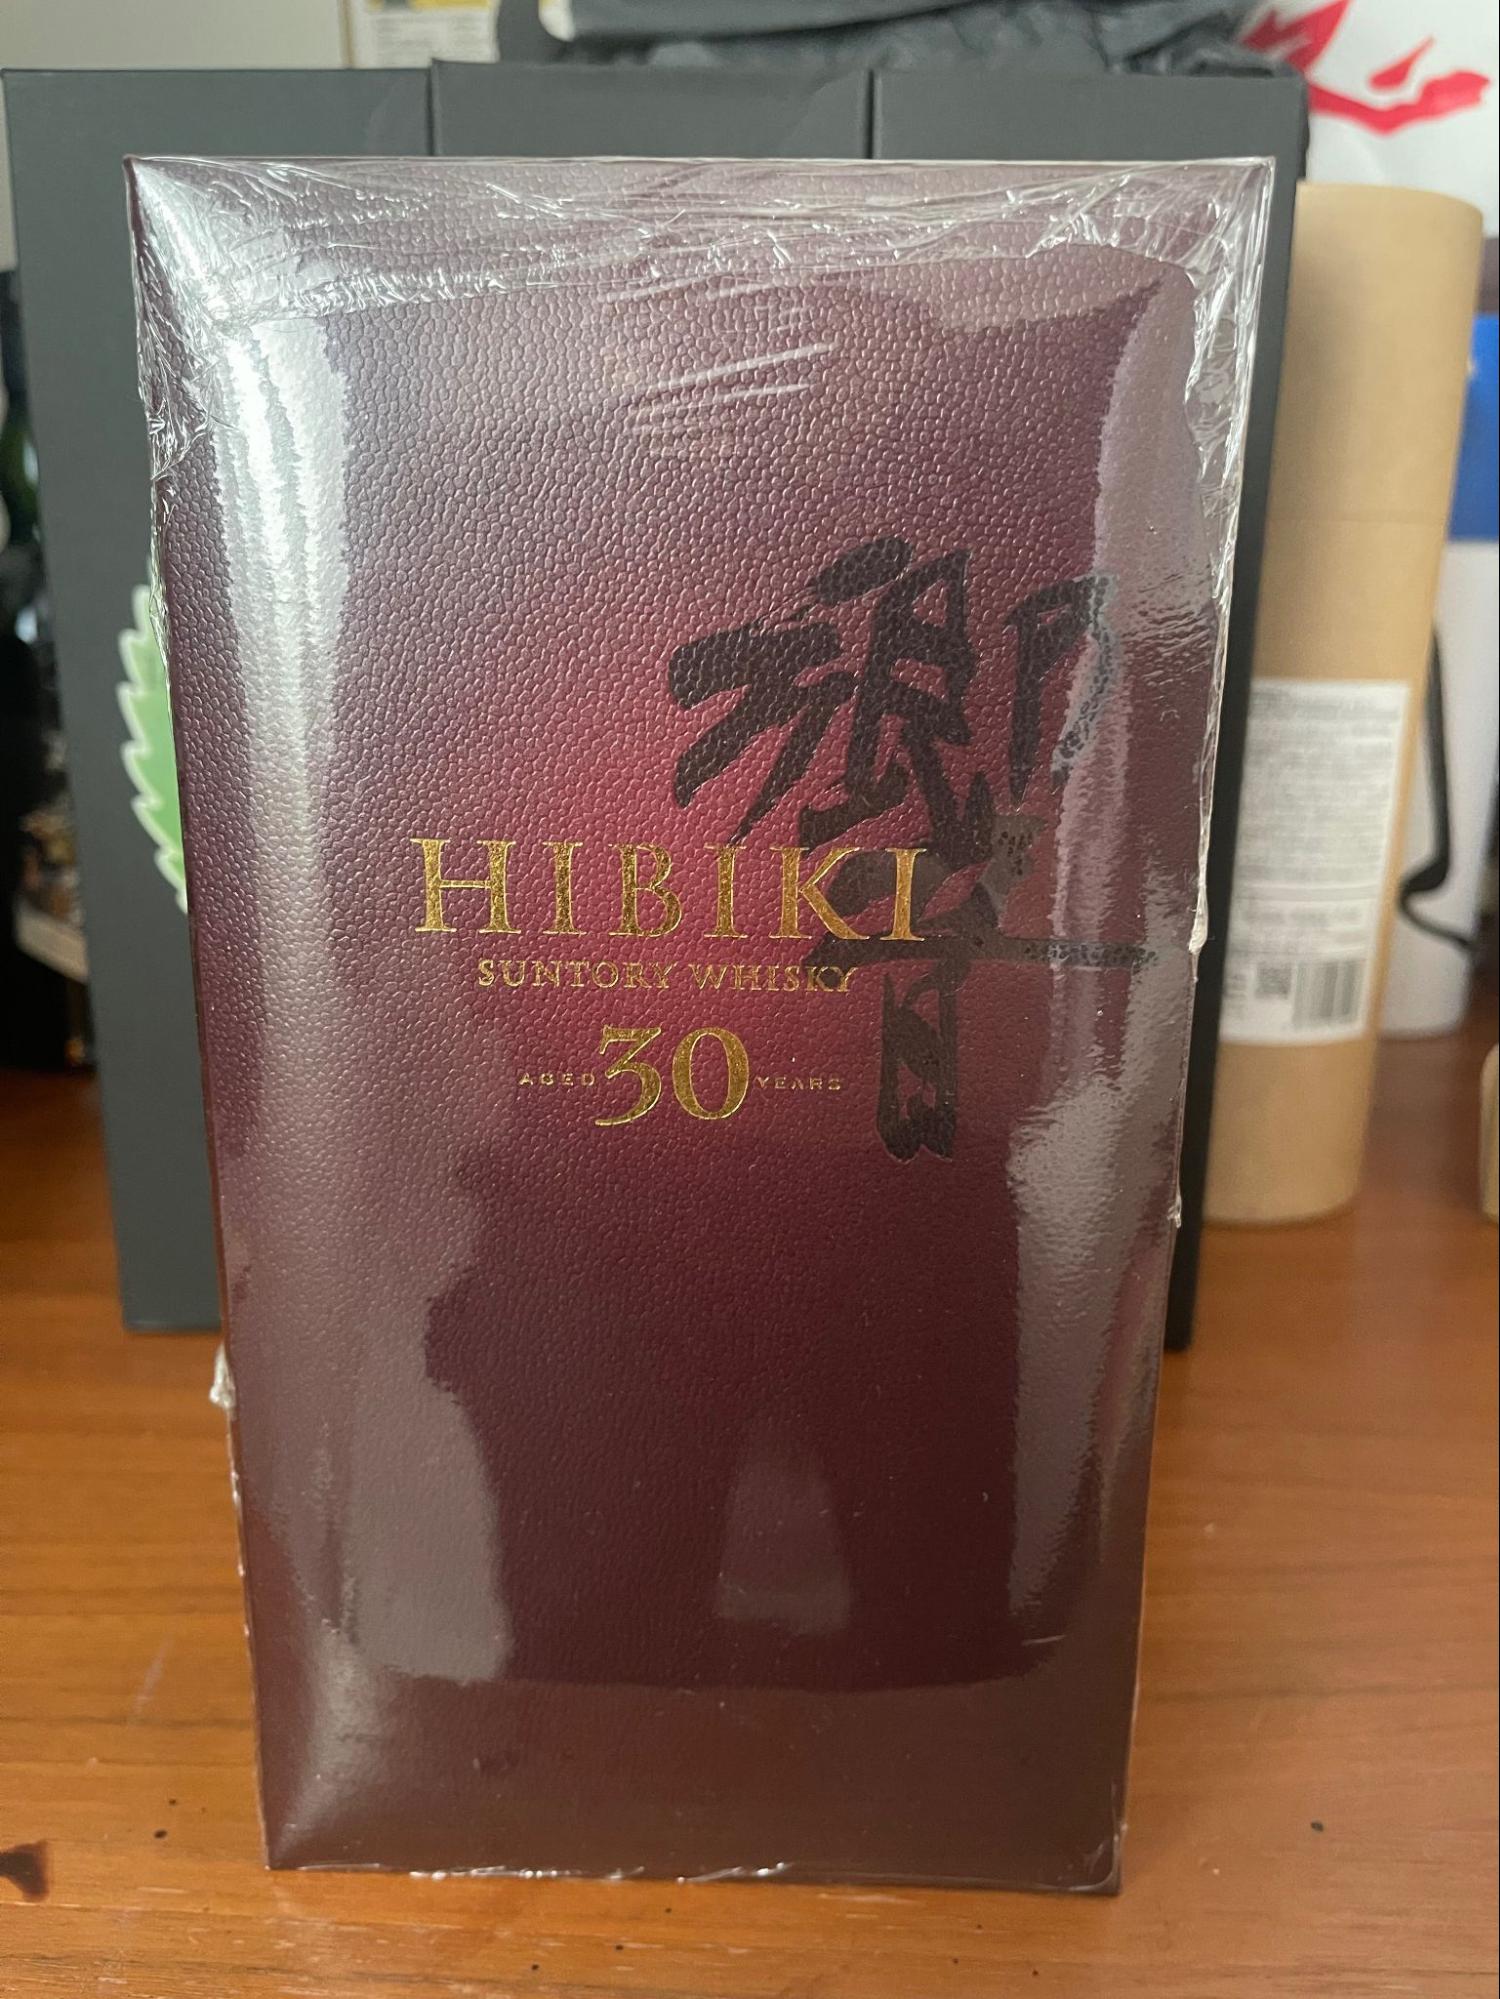 響
HIBIKI
SUNTORY WHISKY
AGED 30 YEARS